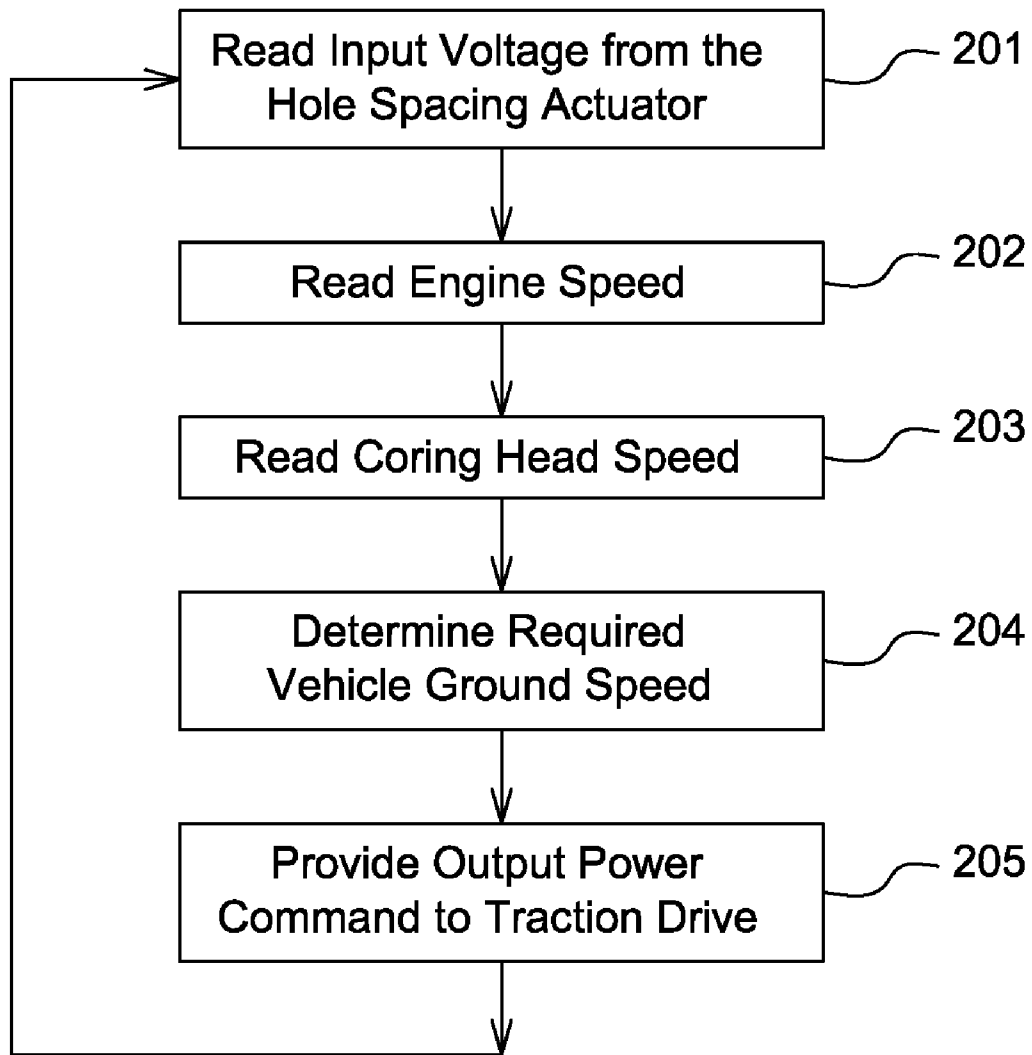 Read Input Voltage from the
Hole Spacing Actuator
201
Read Engine Speed
202
Read Coring Head Speed
203
Determine Required
Vehicle Ground Speed
204
Provide Output Power
Command to Traction Drive
205